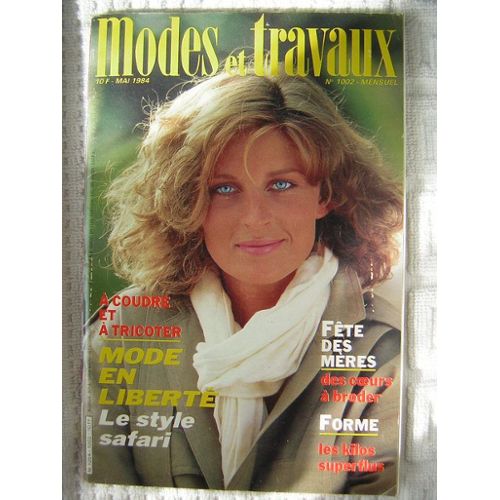 Modes et travaux
10 F - MAI 1984
N° 1002 - MENSUEL
À COUDRE
ET
À TRICOTER
MODE
EN
LIBERTÉ
Le style
safari
FÊTE
DES
MÈRES
des cœurs
à broder
FORME
les kilos
superflus